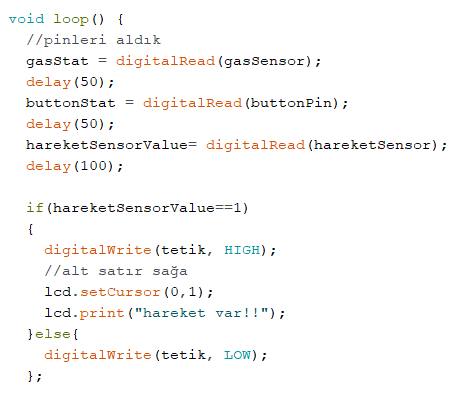 void loop() {
  //pinleri aldık
  gasStat = digitalRead(gasSensor);
  delay(50);
  buttonStat = digitalRead(buttonPin);
  delay(50);
  hareketSensorValue= digitalRead(hareketSensor);
  delay(100);

  if(hareketSensorValue==1)
  {
    digitalWrite(tetik, HIGH);
    //alt satır sağa
    lcd.setCursor(0,1);
    lcd.print("hareket var!!");
  }else{
    digitalWrite(tetik, LOW);
  };